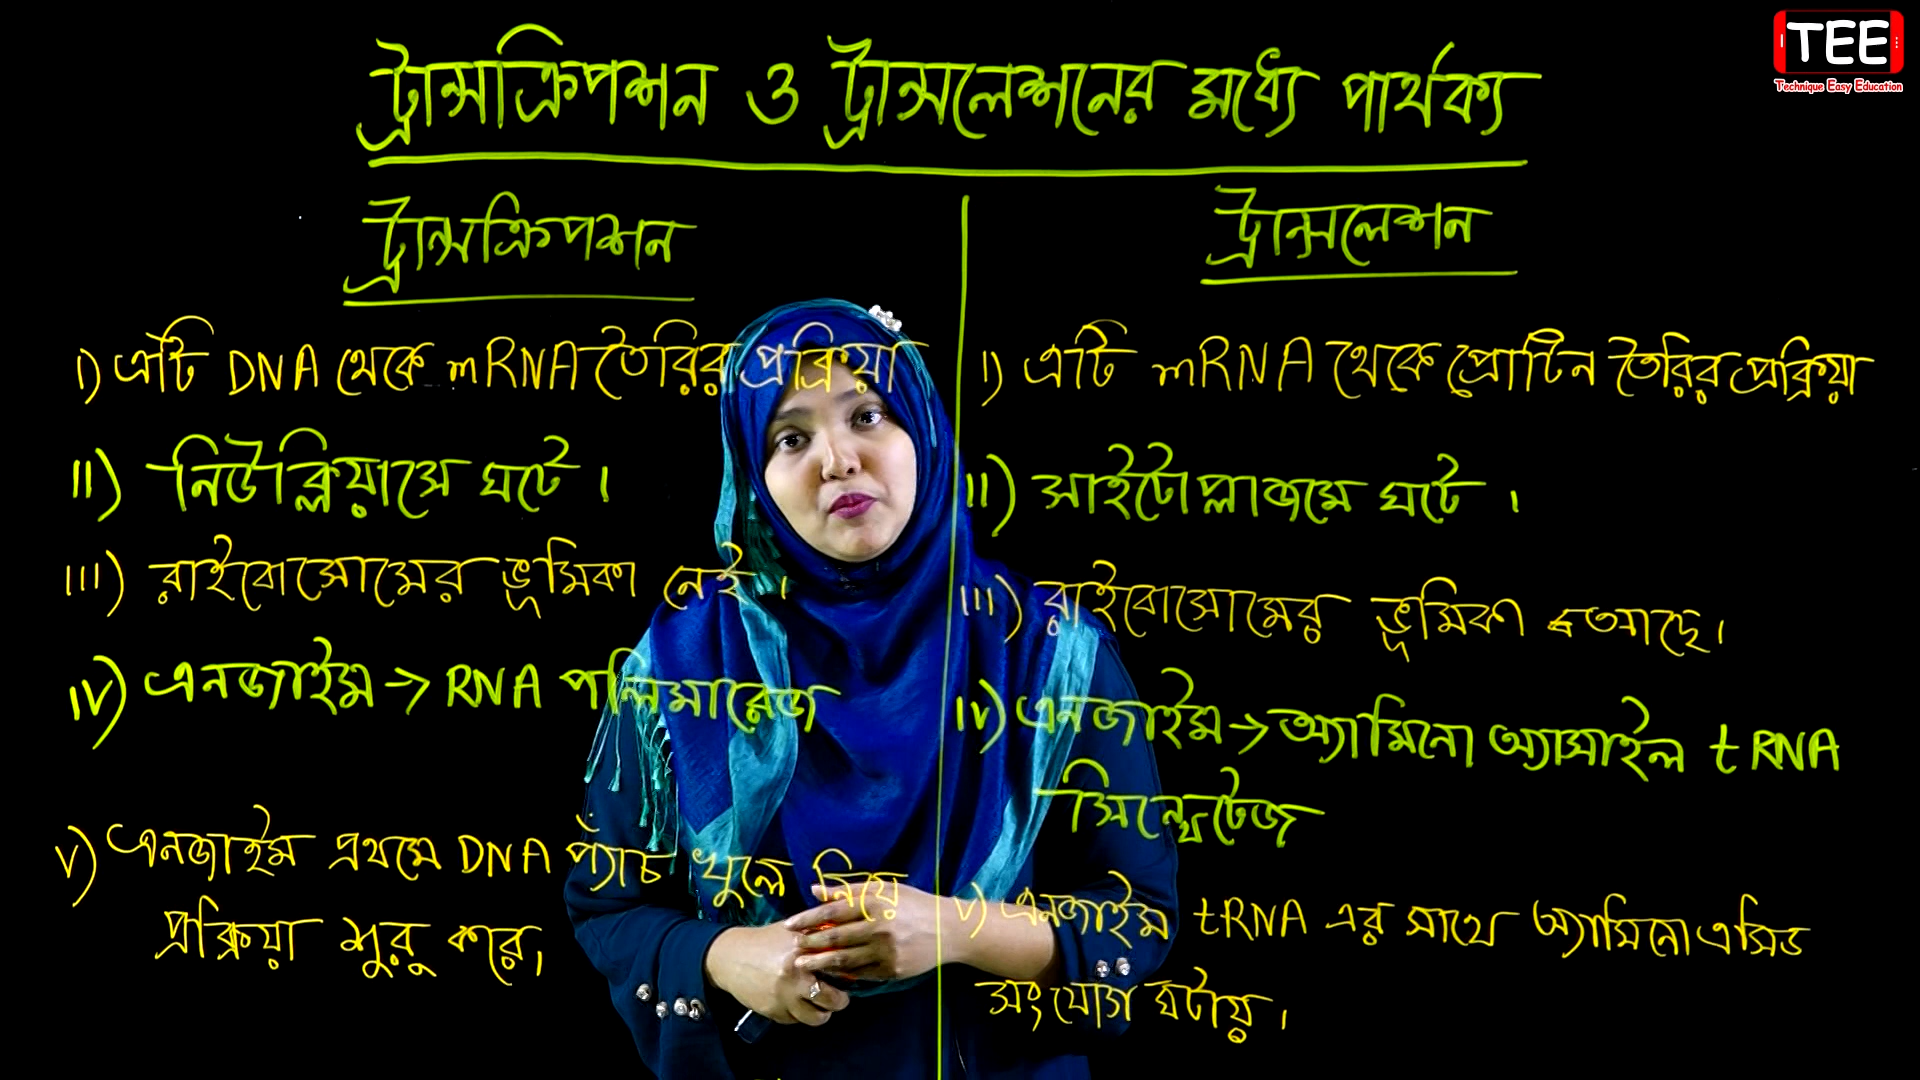 TEE
Technique Easy Education
ট্রান্সক্রিপশন ও ট্রান্সলেশনের মধ্যে পার্থক্য
ট্রান্সক্রিপশন
i) এটি DNA থেকে mRNA তৈরির প্রক্রিয়া
ii) নিউক্লিয়াসে ঘটে ।
iii) রাইবোসোমের ভূমিকা নেই ।
iv) এনজাইম → RNA পলিমারেজ
v) এনজাইম প্রথমে DNA প্যাঁচ খুলে নিয়ে
প্রক্রিয়া শুরু করে।
ট্রান্সলেশন
i) এটি mRNA থেকে প্রোটিন তৈরির প্রক্রিয়া
ii) সাইটোপ্লাজমে ঘটে ।
iii) রাইবোসোমের ভূমিকা আছে।
iv) এনজাইম → অ্যামিনো অ্যাসাইল tRNA
সিন্থেটেজ
v) এনজাইম tRNA এর সাথে অ্যামিনো এসিড
সংযোগ ঘটায় ।